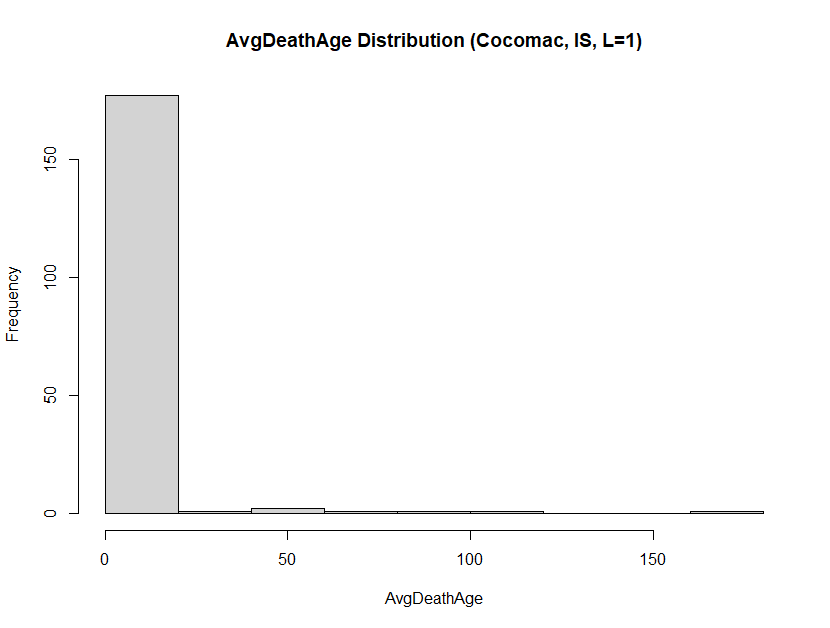 AvgDeathAge Distribution (Cocomac, IS, L=1)
Frequency
150
100
50
0
0 50 100 150
AvgDeathAge